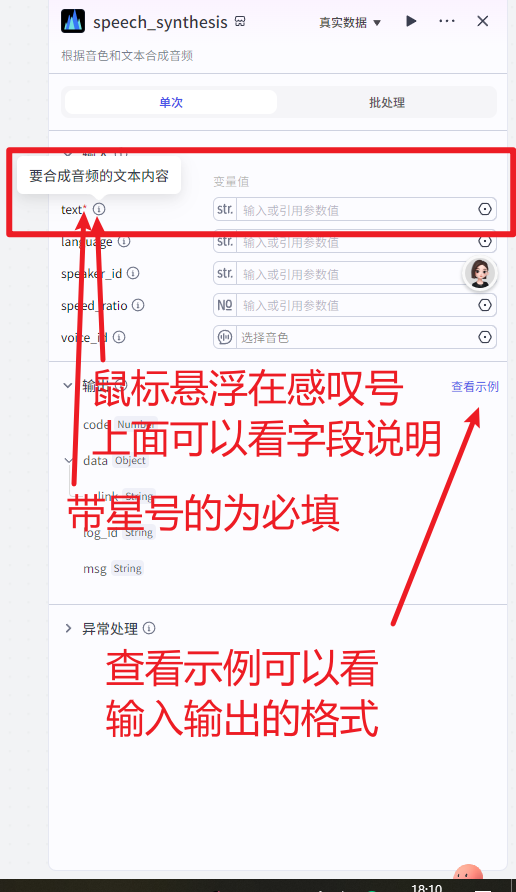 speech_synthesis
真实数据
根据音色和文本合成音频
单次
批处理
要合成音频的文本内容
变量值
text*
str. 输入或引用参数值
language
str. 输入或引用参数值
speaker_id
str. 输入或引用参数值
speed_ratio
№ 输入或引用参数值
voice_id
选择音色
输出
查看示例
鼠标悬浮在感叹号
code Number
上面可以看字段说明
data Object
link String
带星号的为必填
log_id String
msg String
异常处理
查看示例可以看
输入输出的格式
18:10